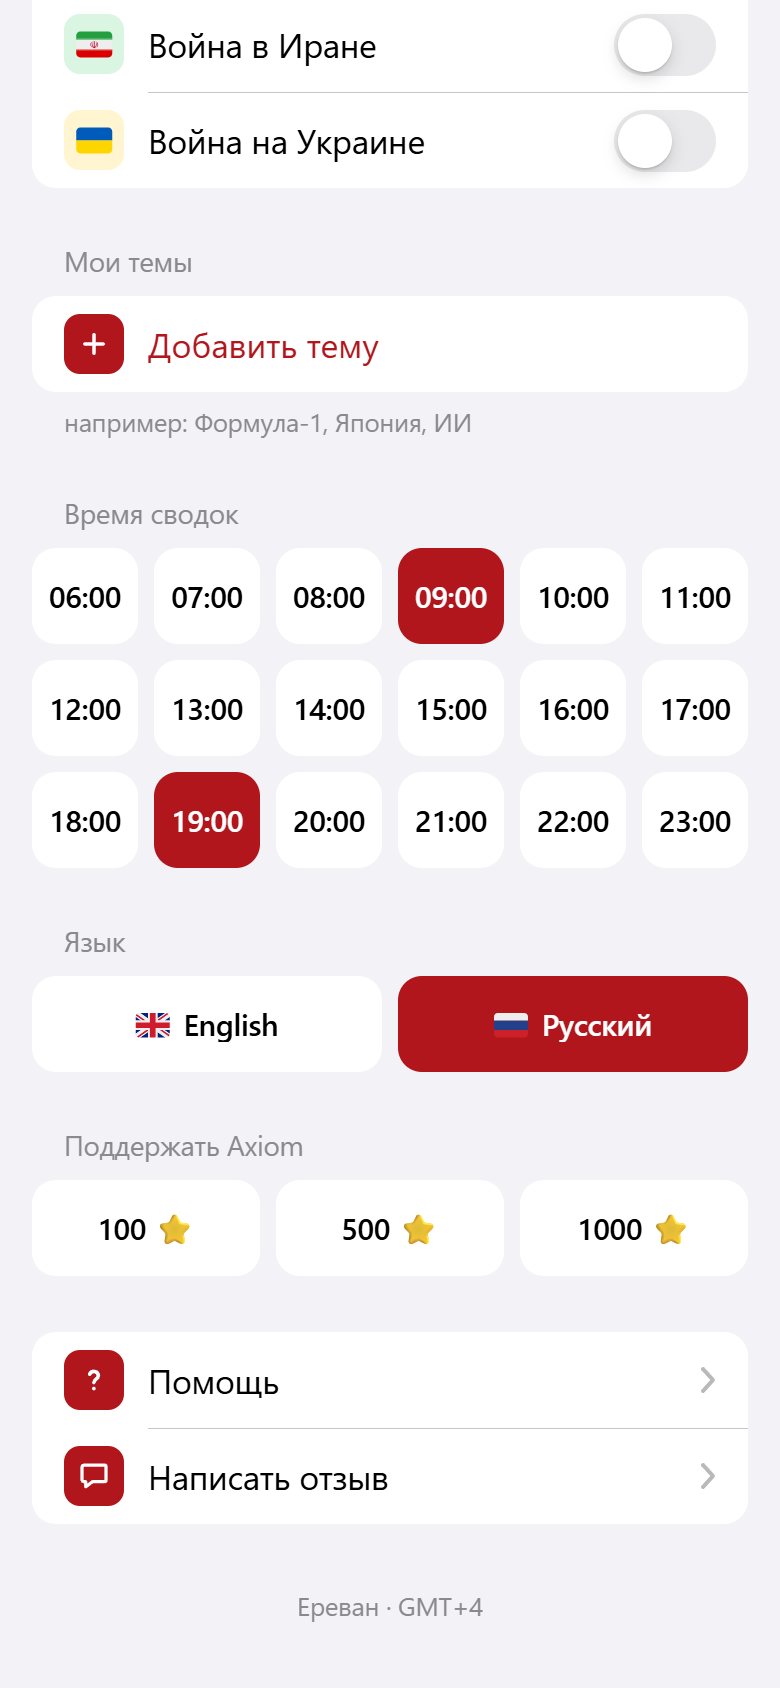 Война в Иране
Война на Украине
Мои темы
Добавить тему
например: Формула-1, Япония, ИИ
Время сводок
06:00 07:00 08:00 09:00 10:00 11:00
12:00 13:00 14:00 15:00 16:00 17:00
18:00 19:00 20:00 21:00 22:00 23:00
Язык
English Русский
Поддержать Axiom
100 500 1000
? Помощь
Написать отзыв
Ереван · GMT+4